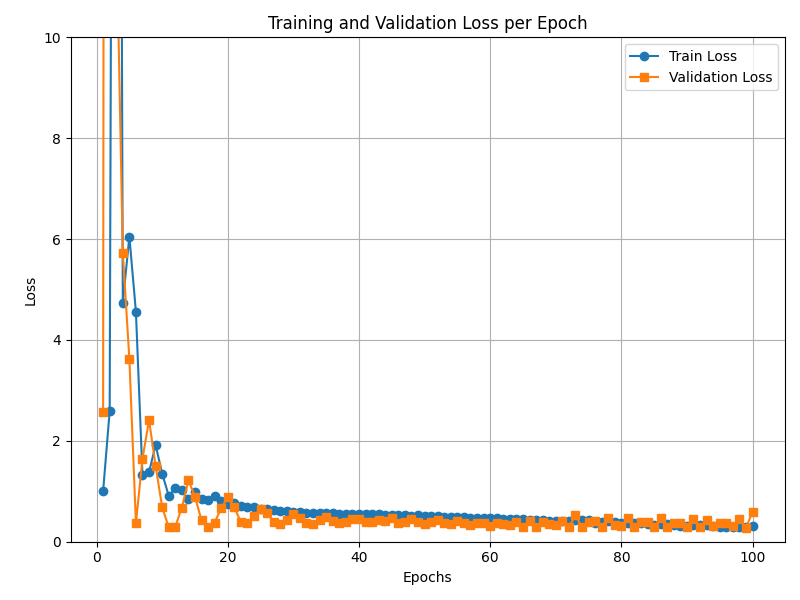 Training and Validation Loss per Epoch
Train Loss
Validation Loss
10
8
6
4
2
0
Loss
0 20 40 60 80 100
Epochs